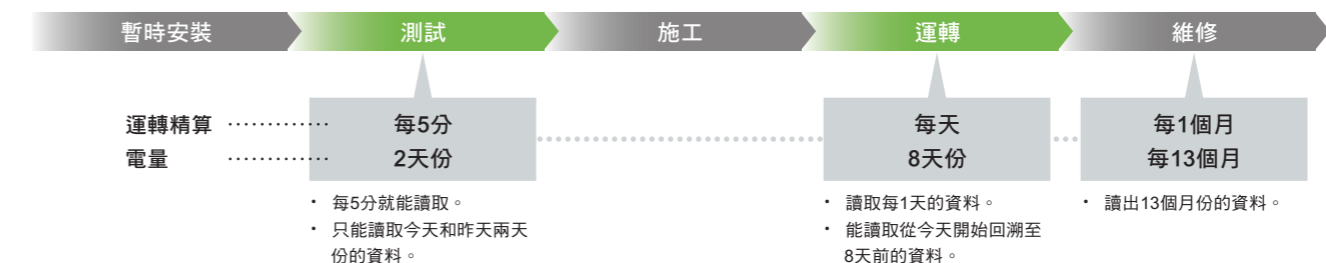 暫時安裝 測試 施工 運轉 維修
運轉精算 ………… 每5分 每天 每1個月
電量 ………… 2天份 8天份 每13個月
・ 每5分就能讀取。
・ 只能讀取今天和昨天兩天
份的資料。
・ 讀取每1天的資料。
・ 能讀取從今天開始回溯至
8天前的資料。
・ 讀出13個月份的資料。